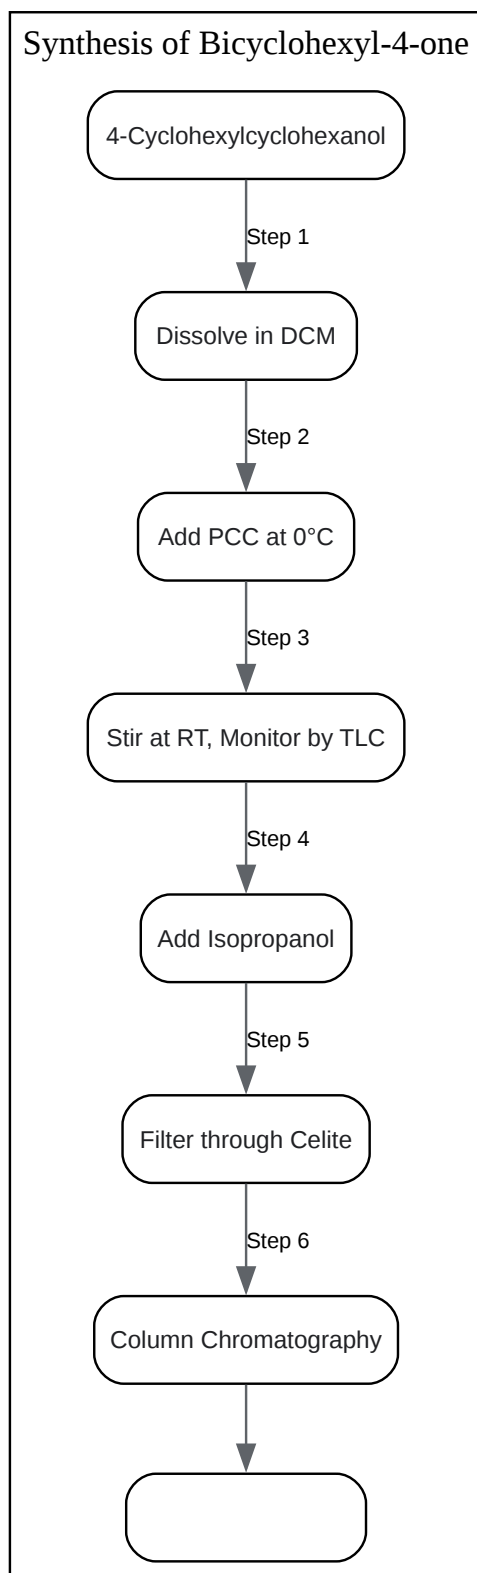 Synthesis of Bicyclohexyl-4-one
4-Cyclohexylcyclohexanol
Step 1
Dissolve in DCM
Step 2
Add PCC at 0°C
Step 3
Stir at RT, Monitor by TLC
Step 4
Add Isopropanol
Step 5
Filter through Celite
Step 6
Column Chromatography